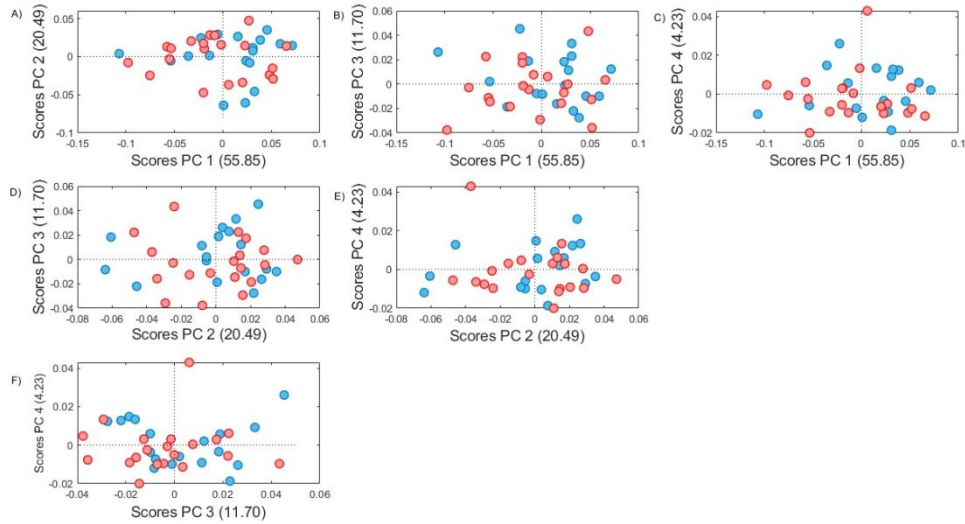 A)
Scores PC 2 (20.49)
0.05
0
-0.05
-0.1
-0.15 -0.1 -0.05 0 0.05 0.1
Scores PC 1 (55.85)
B)
Scores PC 3 (11.70)
0.06
0.04
0.02
0
-0.02
-0.04
-0.15 -0.1 -0.05 0 0.05 0.1
Scores PC 1 (55.85)
C)
Scores PC 4 (4.23)
0.04
0.02
0
-0.02
-0.15 -0.1 -0.05 0 0.05 0.1
Scores PC 1 (55.85)
D)
Scores PC 3 (11.70)
0.06
0.04
0.02
0
-0.02
-0.04
-0.08 -0.06 -0.04 -0.02 0 0.02 0.04 0.06
Scores PC 2 (20.49)
E)
Scores PC 4 (4.23)
0.04
0.02
0
-0.02
-0.08 -0.06 -0.04 -0.02 0 0.02 0.04 0.06
Scores PC 2 (20.49)
F)
Scores PC 4 (4.23)
0.04
0.02
0
-0.02
-0.04 -0.02 0 0.02 0.04 0.06
Scores PC 3 (11.70)